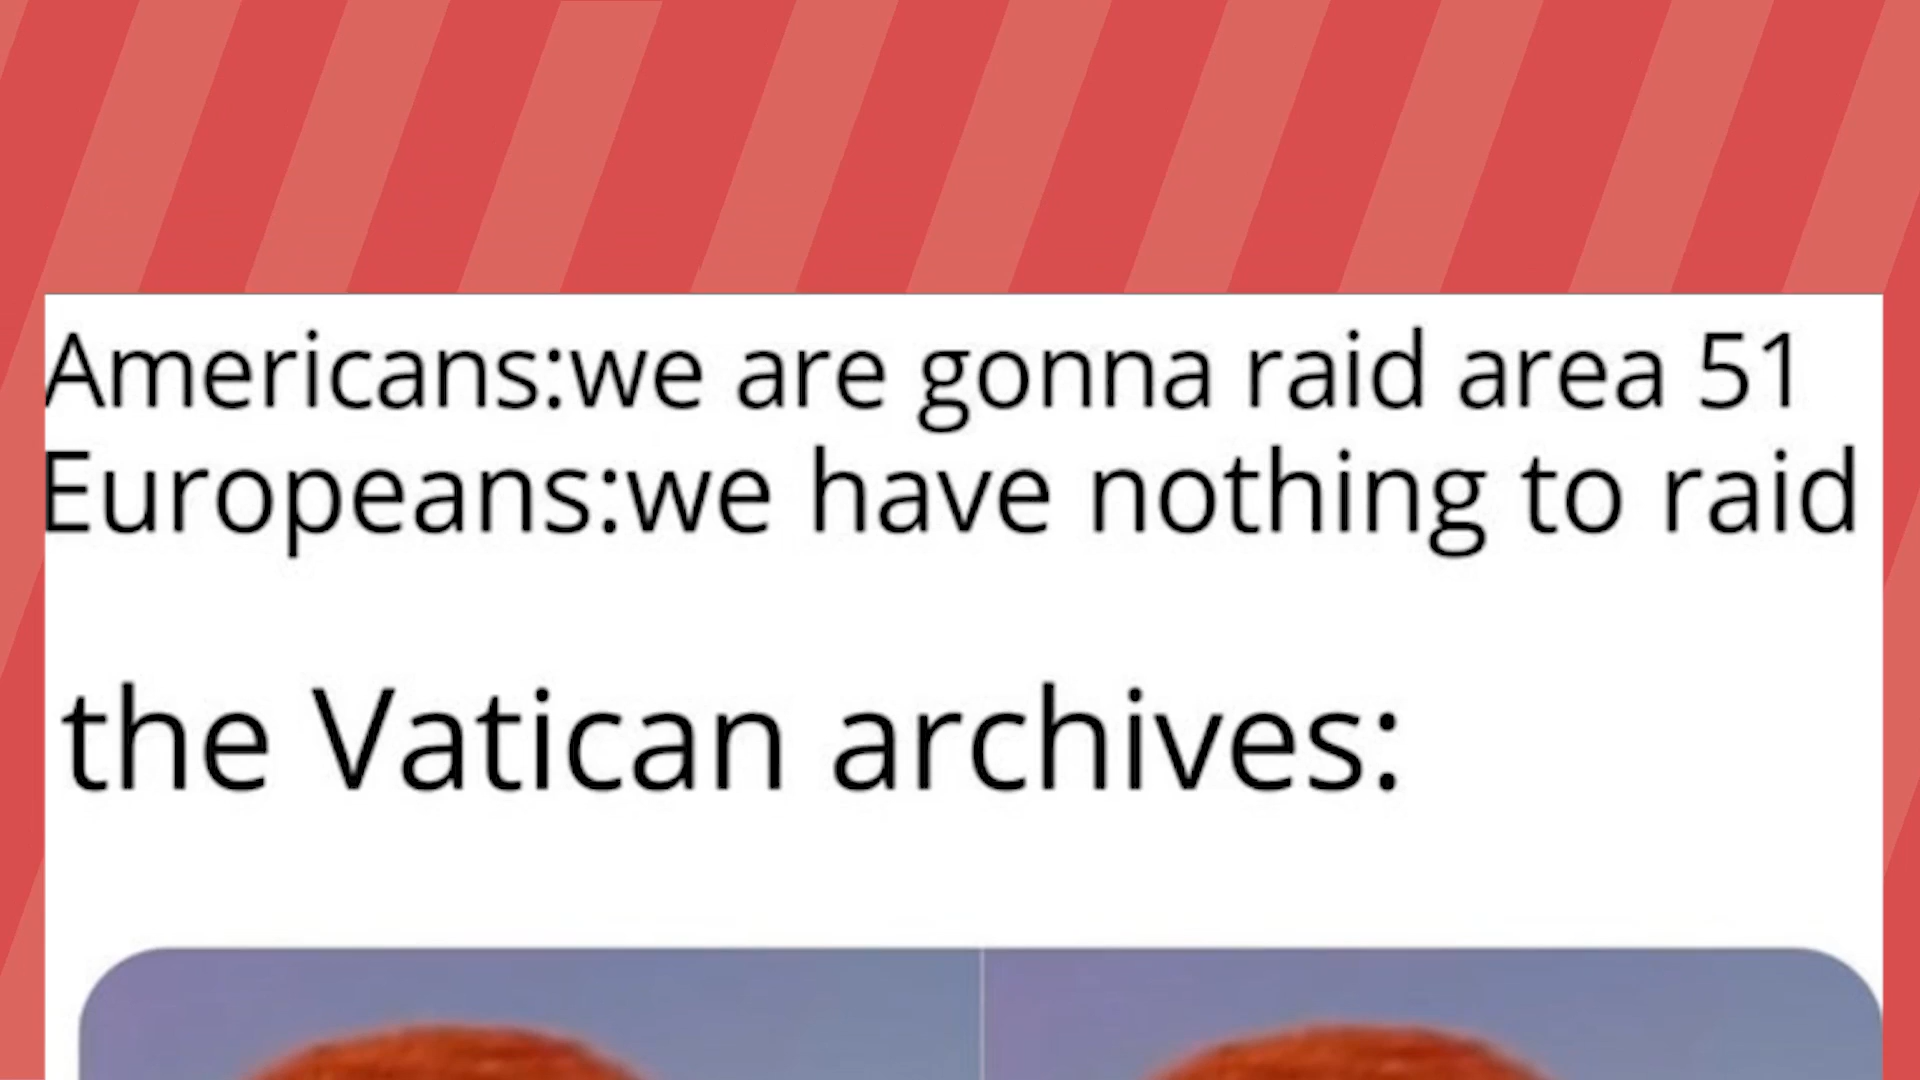 Americans:we are gonna raid area 51
Europeans:we have nothing to raid
the Vatican archives: